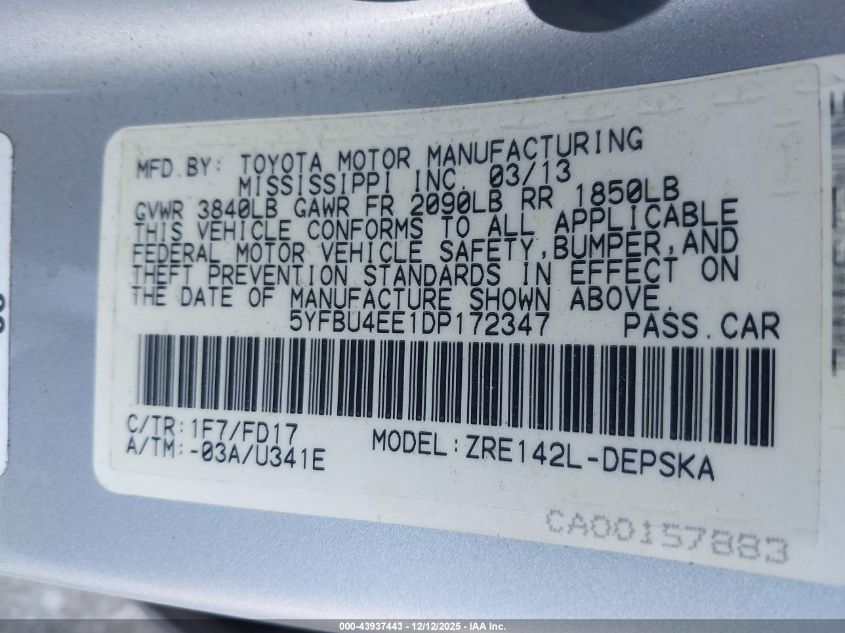 MFD.BY: TOYOTA MOTOR MANUFACTURING
MISSISSIPPI INC. 03/13
GVWR 3840LB GAWR FR 2090LB RR 1850LB
THIS VEHICLE CONFORMS TO ALL APPLICABLE
FEDERAL MOTOR VEHICLE SAFETY,BUMPER,AND
THEFT PREVENTION STANDARDS IN EFFECT ON
THE DATE OF MANUFACTURE SHOWN ABOVE.
5YFBU4EE1DP172347 PASS.CAR
C/TR:1F7/FD17
A/TM:-03A/U341E
MODEL:ZRE142L-DEPSKA
CA00157883
000-43937443 • 12/12/2025 • IAA Inc.